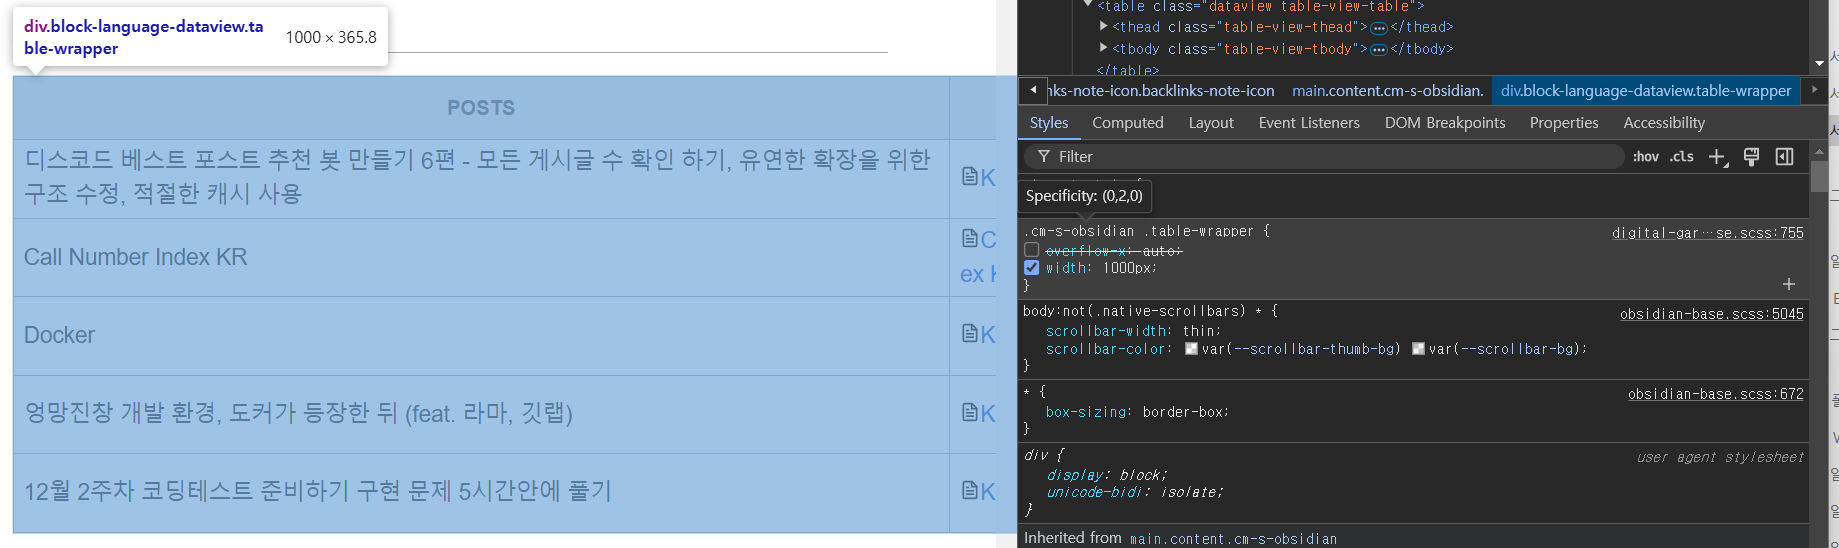 div.block-language-dataview.ta
ble-wrapper
1000 × 365.8
POSTS
디스코드 베스트 포스트 추천 봇 만들기 6편 - 모든 게시글 수 확인 하기, 유연한 확장을 위한
구조 수정, 적절한 캐시 사용
K
Call Number Index KR
C
ex K
Docker
K
엉망진창 개발 환경, 도커가 등장한 뒤 (feat. 라마, 깃랩)
K
12월 2주차 코딩테스트 준비하기 구현 문제 5시간안에 풀기
K
<table class="dataview table-view-table">
<thead class="table-view-thead">…</thead>
<tbody class="table-view-tbody">…</tbody>
</table>
nks-note-icon.backlinks-note-icon
main.content.cm-s-obsidian.
div.block-language-dataview.table-wrapper
Styles
Computed
Layout
Event Listeners
DOM Breakpoints
Properties
Accessibility
Filter
:hov
.cls
Specificity: (0,2,0)
.cm-s-obsidian .table-wrapper {
digital-gar…se.scss:755
overflow-x: auto;
width: 1000px;
}
body:not(.native-scrollbars) * {
obsidian-base.scss:5045
scrollbar-width: thin;
scrollbar-color: var(--scrollbar-thumb-bg) var(--scrollbar-bg);
}
* {
obsidian-base.scss:672
box-sizing: border-box;
}
div {
user agent stylesheet
display: block;
unicode-bidi: isolate;
}
Inherited from main.content.cm-s-obsidian